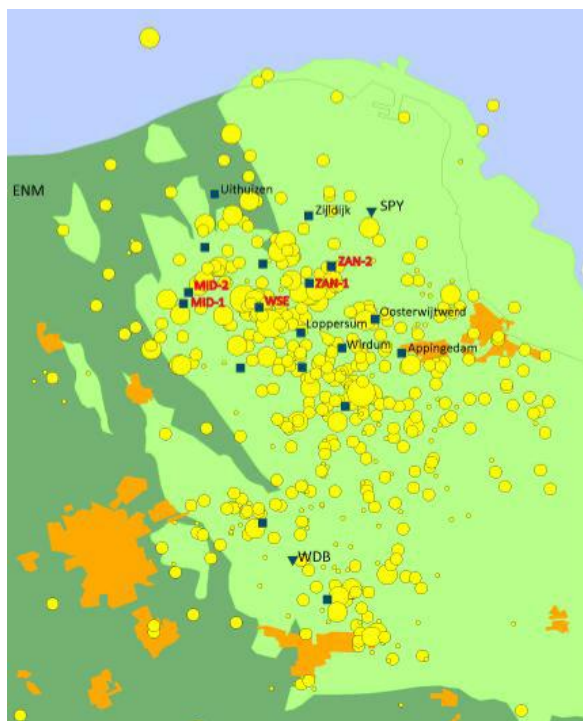 ENM
Uithuizen
Zijldijk
SPY
ZAN-2
MID-2
ZAN-1
MID-1
WSE
Oosterwijtwerd
Loppersum
Wirdum
Appingedam
WDB